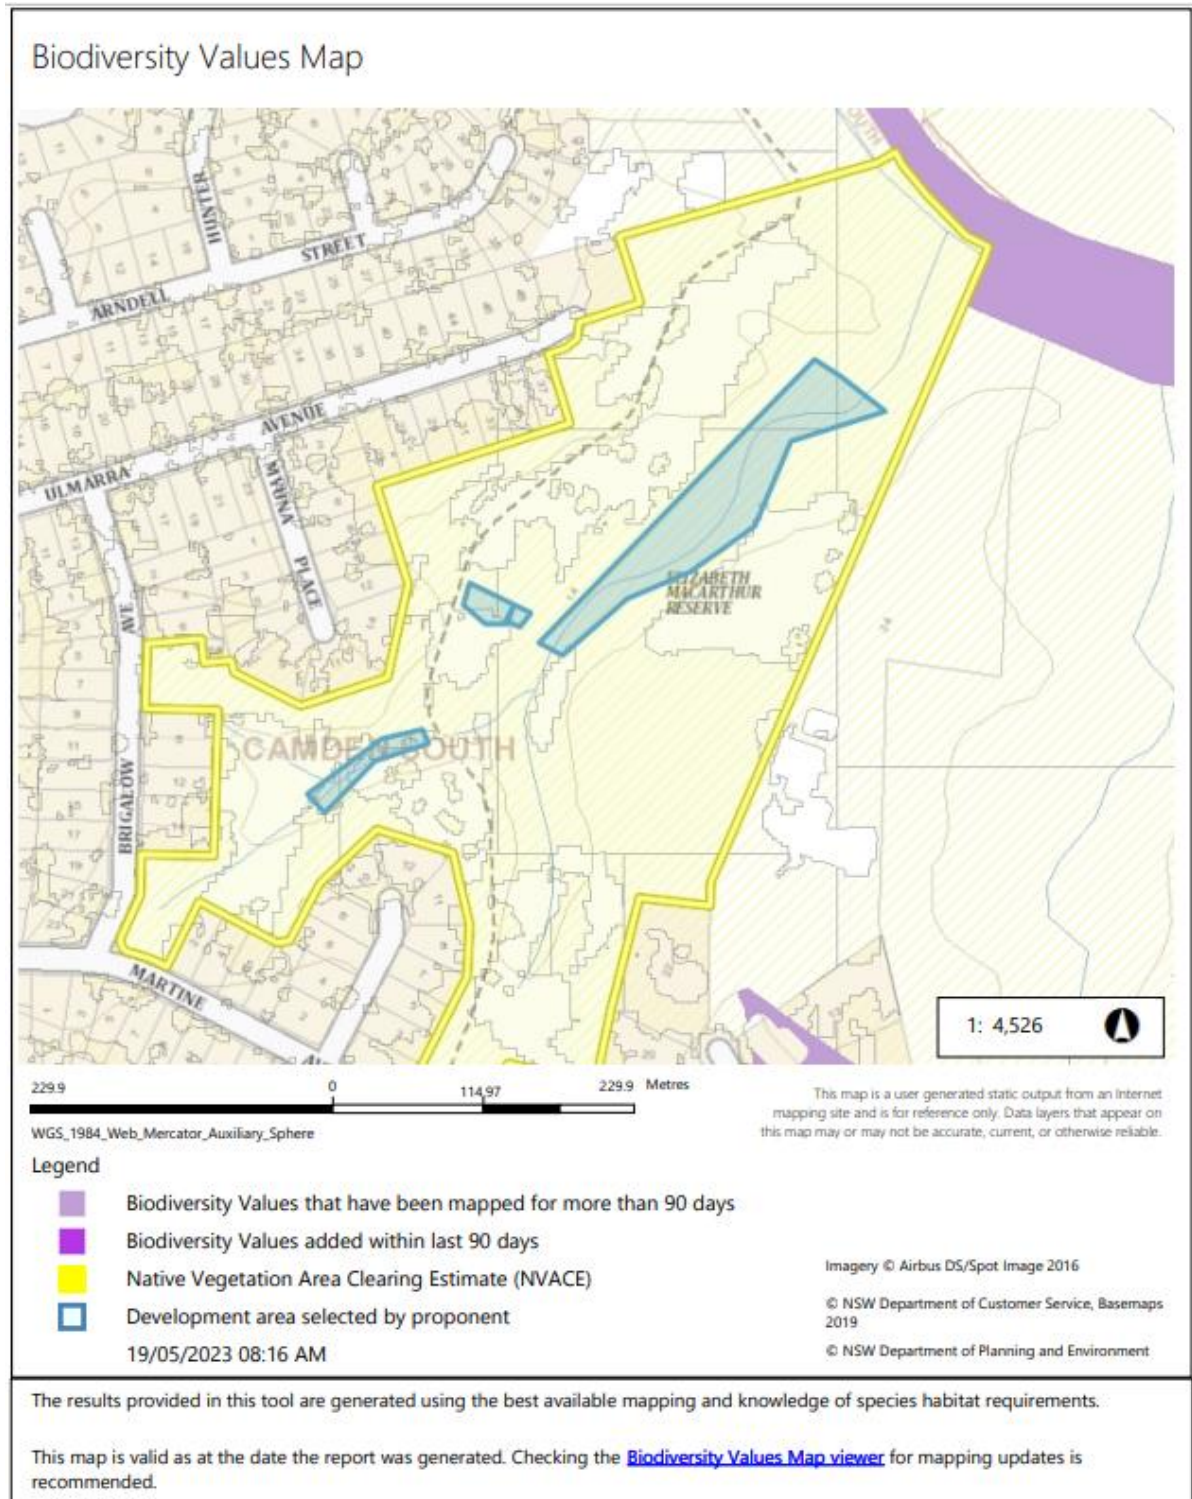 Biodiversity Values Map
SOUTH
HUNTER
STREET
ARNDELL
AVENUE
ULMARRA
MYUNA
PLACE
AVE
ELIZABETH
MACARTHUR
RESERVE
CAMDEN SOUTH
BRIGALOW
MARTINE
1: 4,526
229.9
0
114.97
229.9 Metres
WGS_1984_Web_Mercator_Auxiliary_Sphere
This map is a user generated static output from an Internet
mapping site and is for reference only. Data layers that appear on
this map may or may not be accurate, current, or otherwise reliable.
Legend
Biodiversity Values that have been mapped for more than 90 days
Biodiversity Values added within last 90 days
Native Vegetation Area Clearing Estimate (NVACE)
Development area selected by proponent
19/05/2023 08:16 AM
Imagery © Airbus DS/Spot Image 2016
© NSW Department of Customer Service, Basemaps
2019
© NSW Department of Planning and Environment
The results provided in this tool are generated using the best available mapping and knowledge of species habitat requirements.
This map is valid as at the date the report was generated. Checking the Biodiversity Values Map viewer for mapping updates is
recommended.